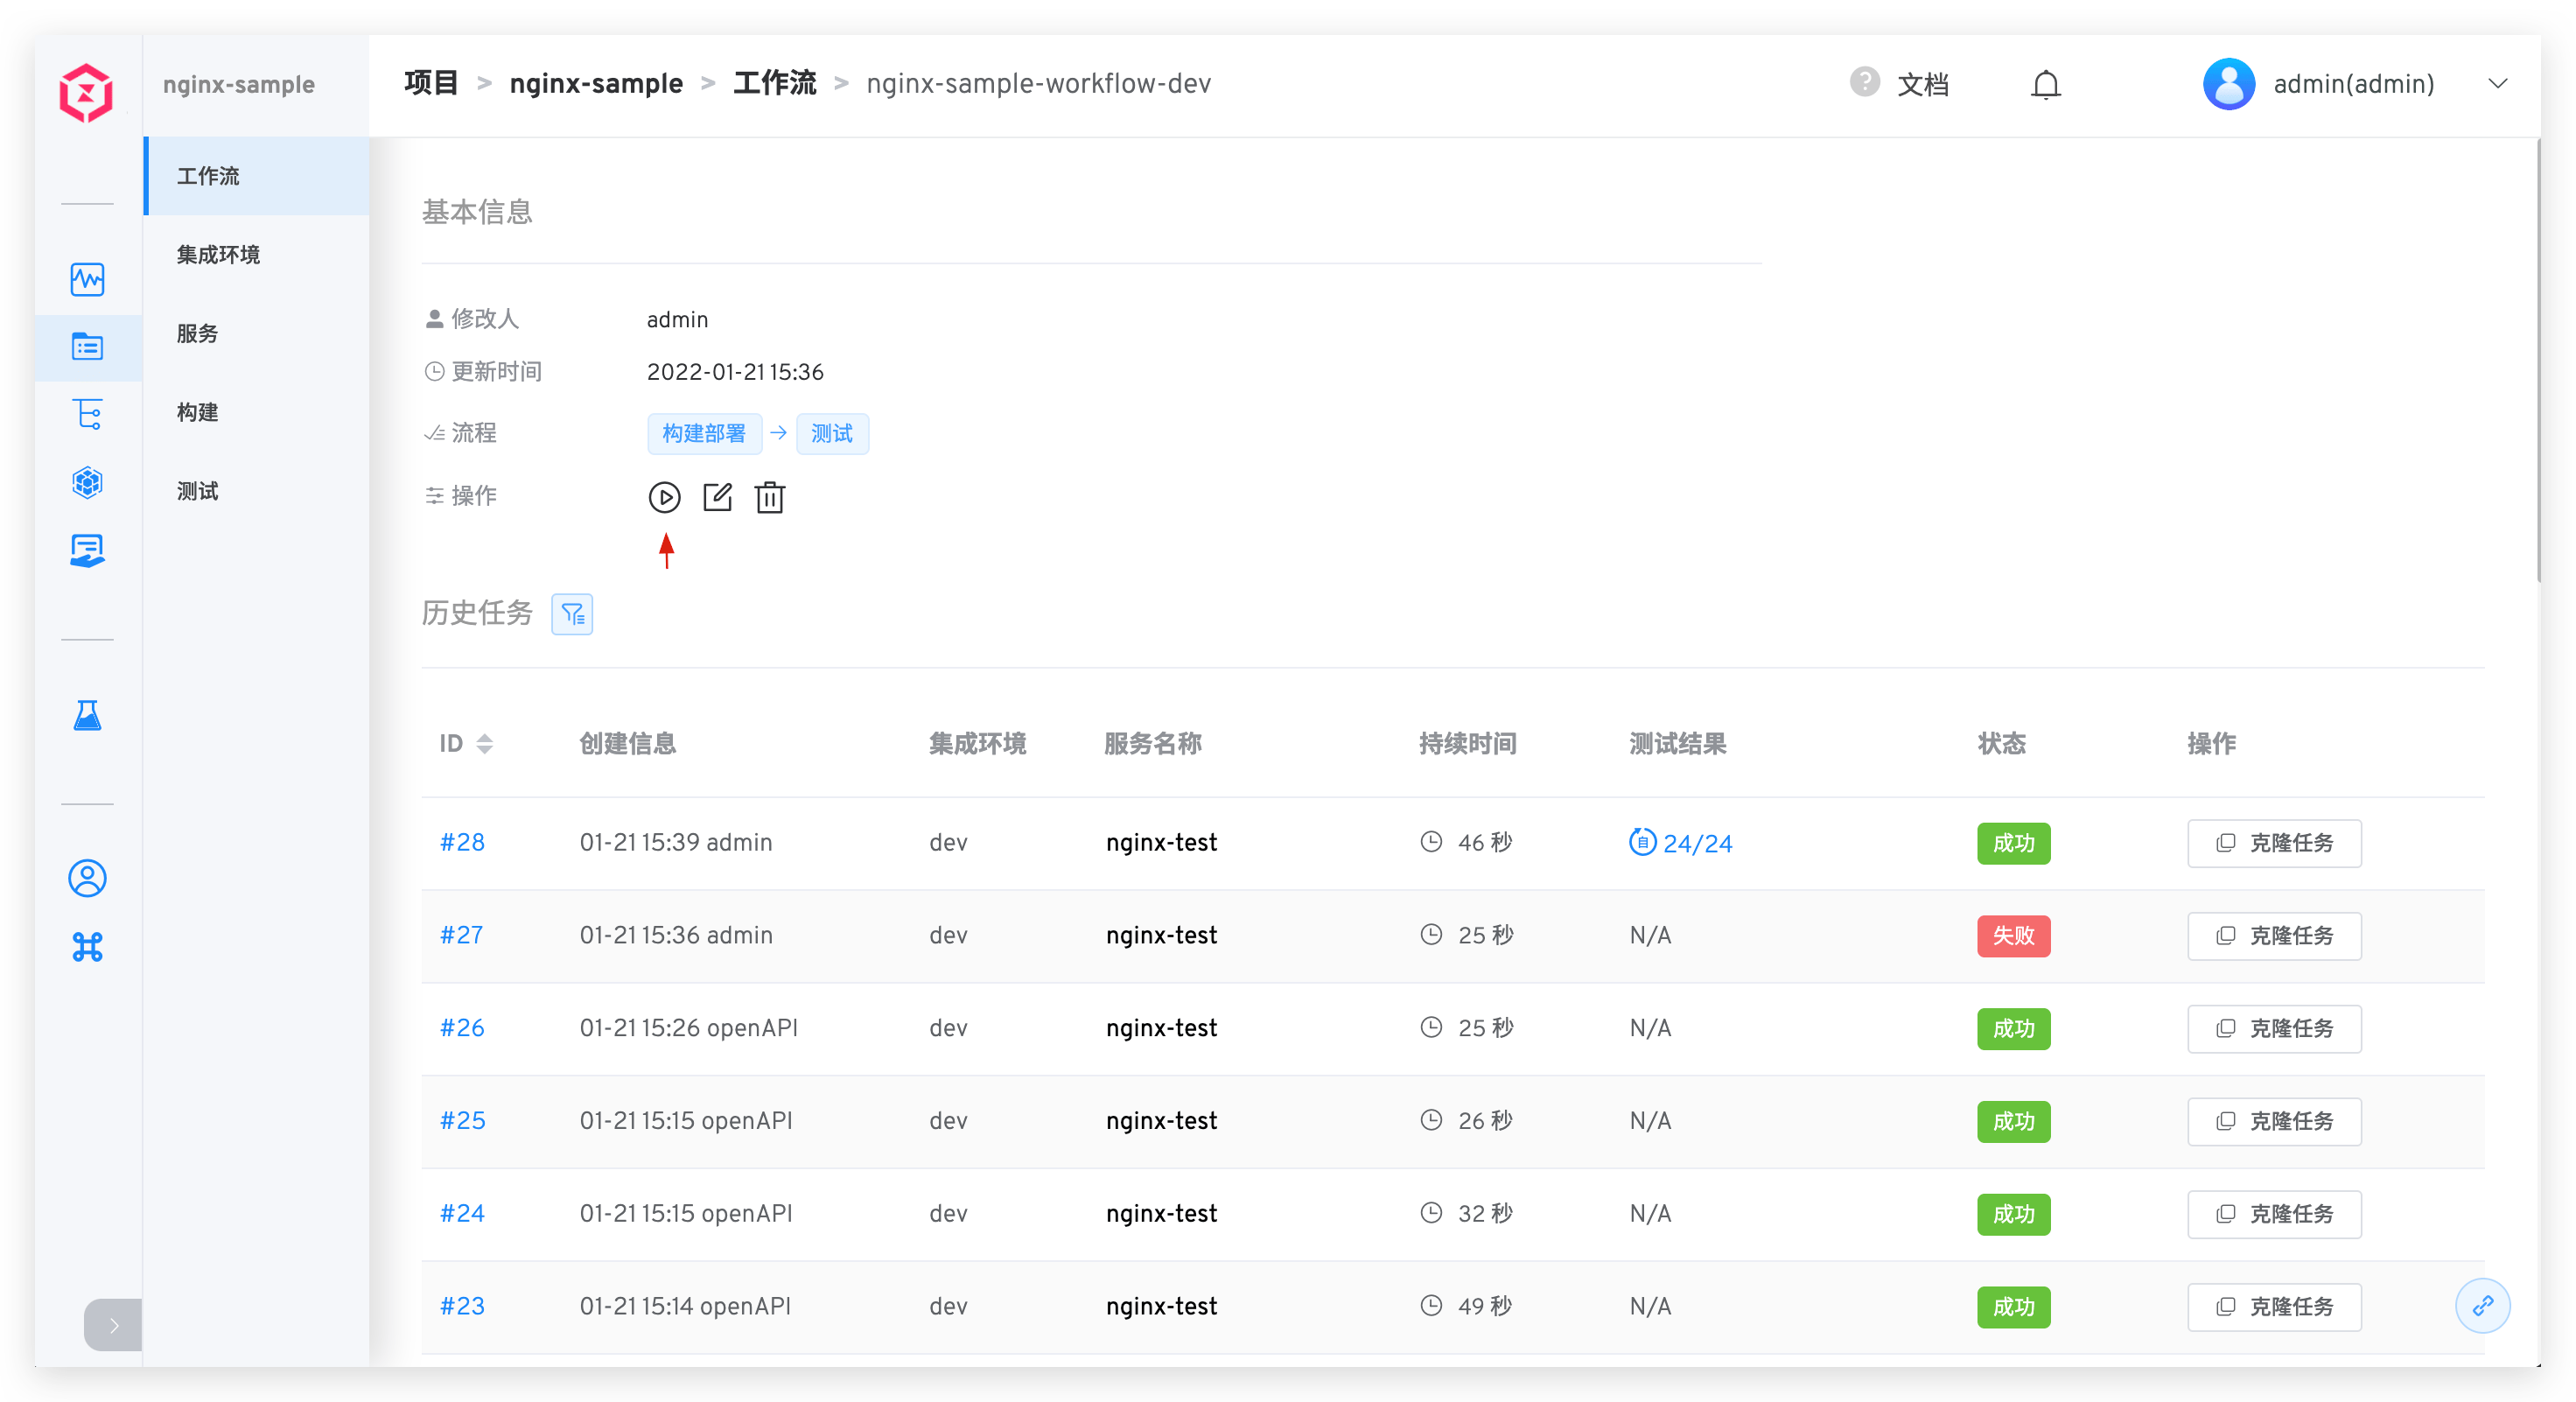 nginx-sample
项目 > nginx-sample > 工作流 > nginx-sample-workflow-dev
? 文档
admin(admin)
工作流
集成环境
服务
构建
测试
基本信息
修改人 admin
更新时间 2022-01-21 15:36
流程 构建部署 → 测试
操作
历史任务
ID 创建信息 集成环境 服务名称 持续时间 测试结果 状态 操作
#28 01-21 15:39 admin dev nginx-test 46 秒 自 24/24 成功 克隆任务
#27 01-21 15:36 admin dev nginx-test 25 秒 N/A 失败 克隆任务
#26 01-21 15:26 openAPI dev nginx-test 25 秒 N/A 成功 克隆任务
#25 01-21 15:15 openAPI dev nginx-test 26 秒 N/A 成功 克隆任务
#24 01-21 15:15 openAPI dev nginx-test 32 秒 N/A 成功 克隆任务
#23 01-21 15:14 openAPI dev nginx-test 49 秒 N/A 成功 克隆任务